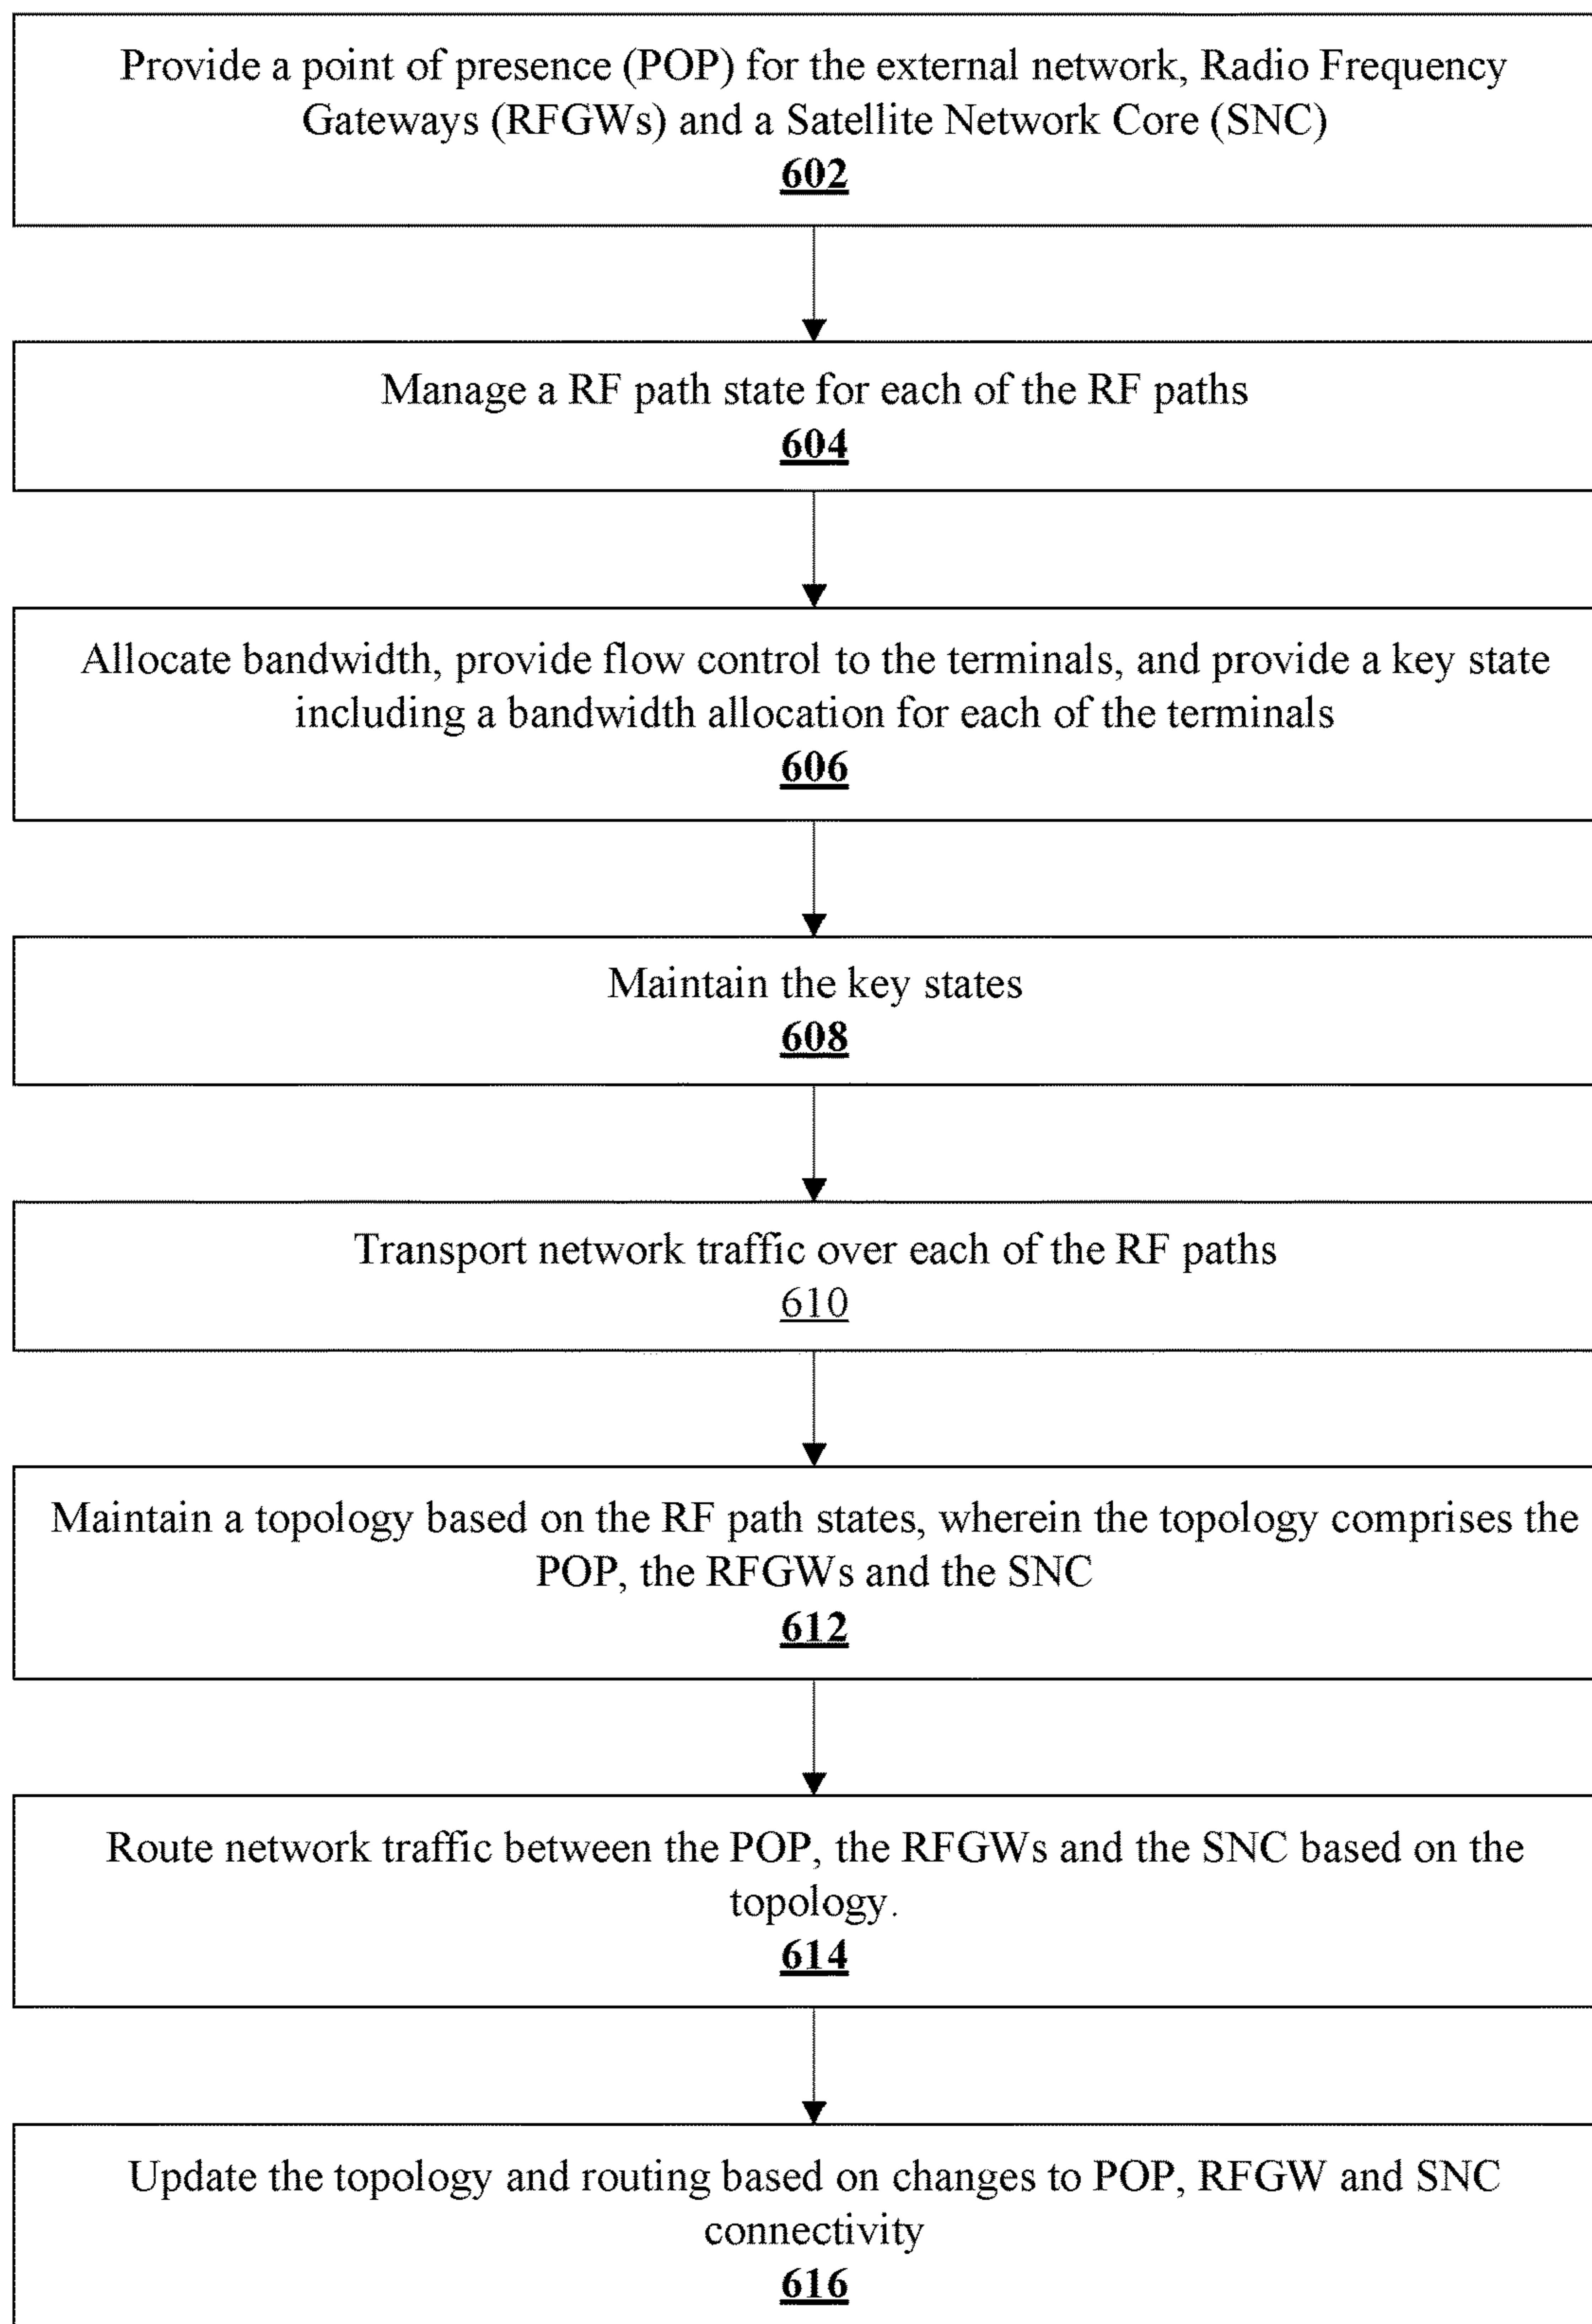 Provide a point of presence (POP) for the external network, Radio Frequency
Gateways (RFGWs) and a Satellite Network Core (SNC)
602
Manage a RF path state for each of the RF paths
604
Allocate bandwidth, provide flow control to the terminals, and provide a key state
including a bandwidth allocation for each of the terminals
606
Maintain the key states
608
Transport network traffic over each of the RF paths
610
Maintain a topology based on the RF path states, wherein the topology comprises the
POP, the RFGWs and the SNC
612
Route network traffic between the POP, the RFGWs and the SNC based on the
topology.
614
Update the topology and routing based on changes to POP, RFGW and SNC
connectivity
616